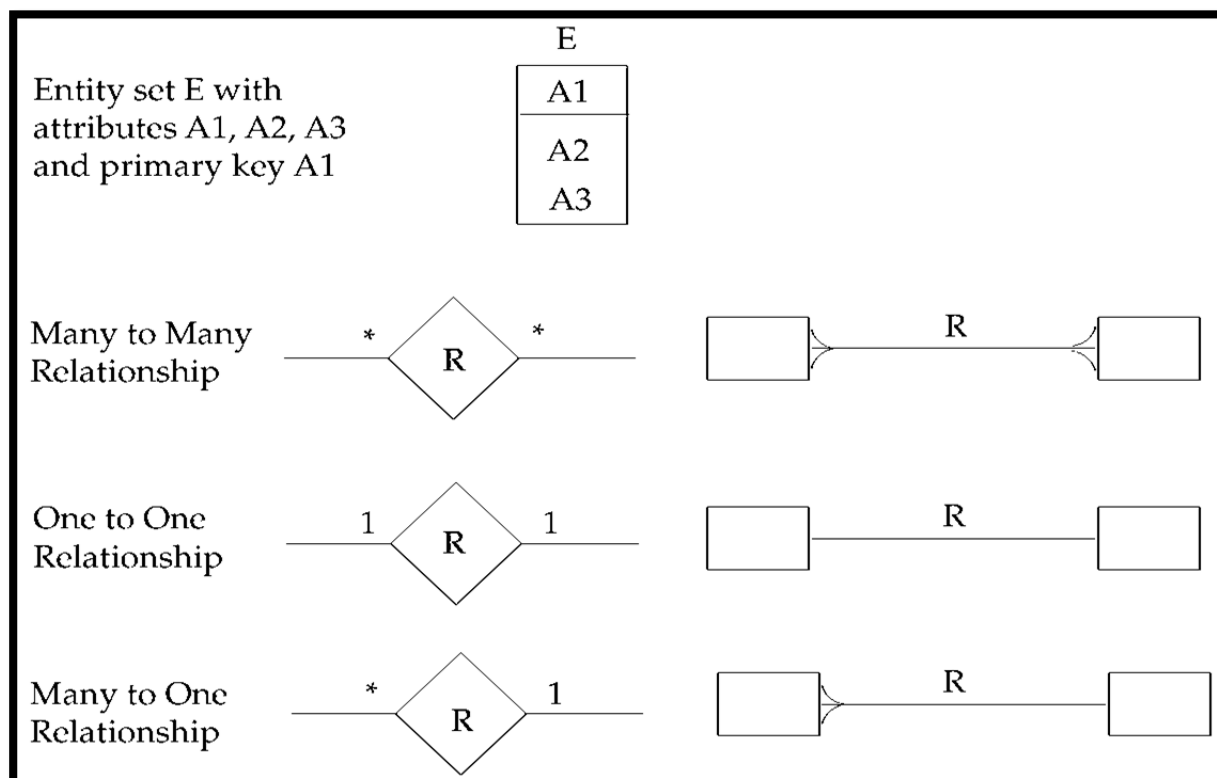 E
Entity set E with
attributes A1, A2, A3
and primary key A1
A1
A2
A3
Many to Many
Relationship
* R *
R
One to One
Relationship
1 R 1
R
Many to One
Relationship
* R 1
R